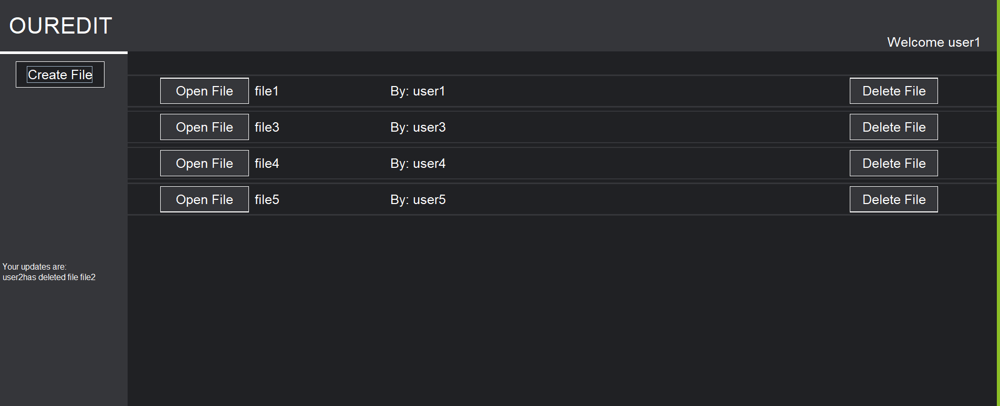 OUREDIT
Welcome user1
Create File
Open File file1 By: user1 Delete File
Open File file3 By: user3 Delete File
Open File file4 By: user4 Delete File
Open File file5 By: user5 Delete File
Your updates are:
user2has deleted file file2